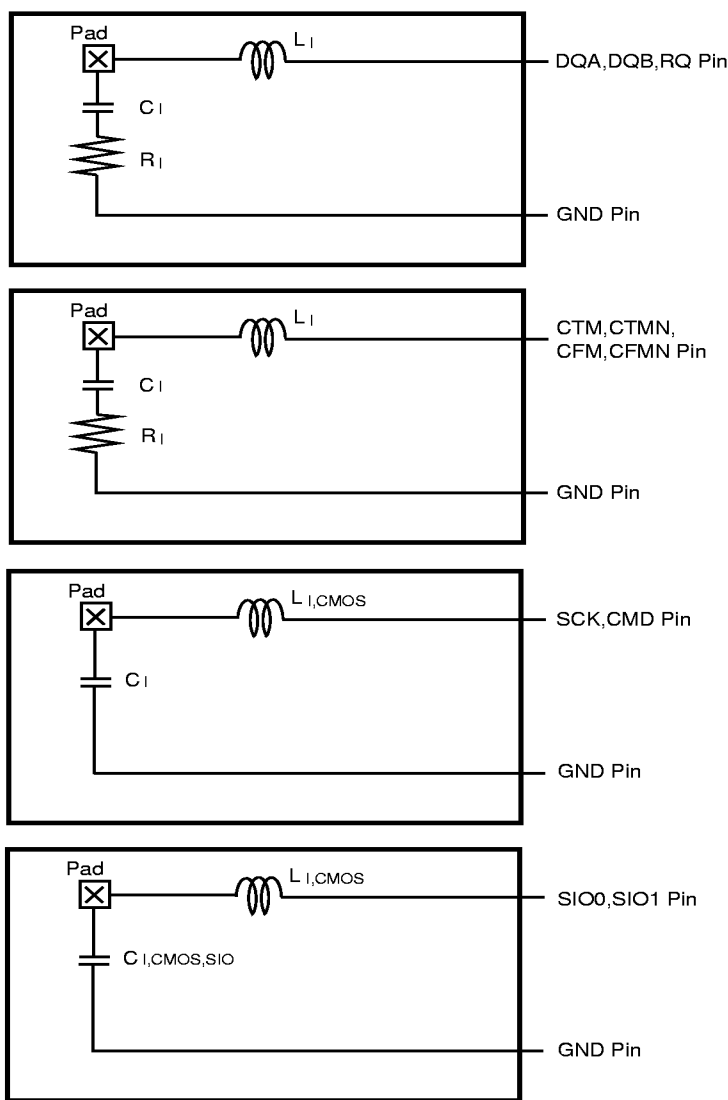 Pad
L I
DQA,DQB,RQ Pin
C I
R I
GND Pin
Pad
L I
CTM,CTMN,
CFM,CFMN Pin
C I
R I
GND Pin
Pad
L I,CMOS
SCK,CMD Pin
C I
GND Pin
Pad
L I,CMOS
SIO0,SIO1 Pin
C I,CMOS,SIO
GND Pin